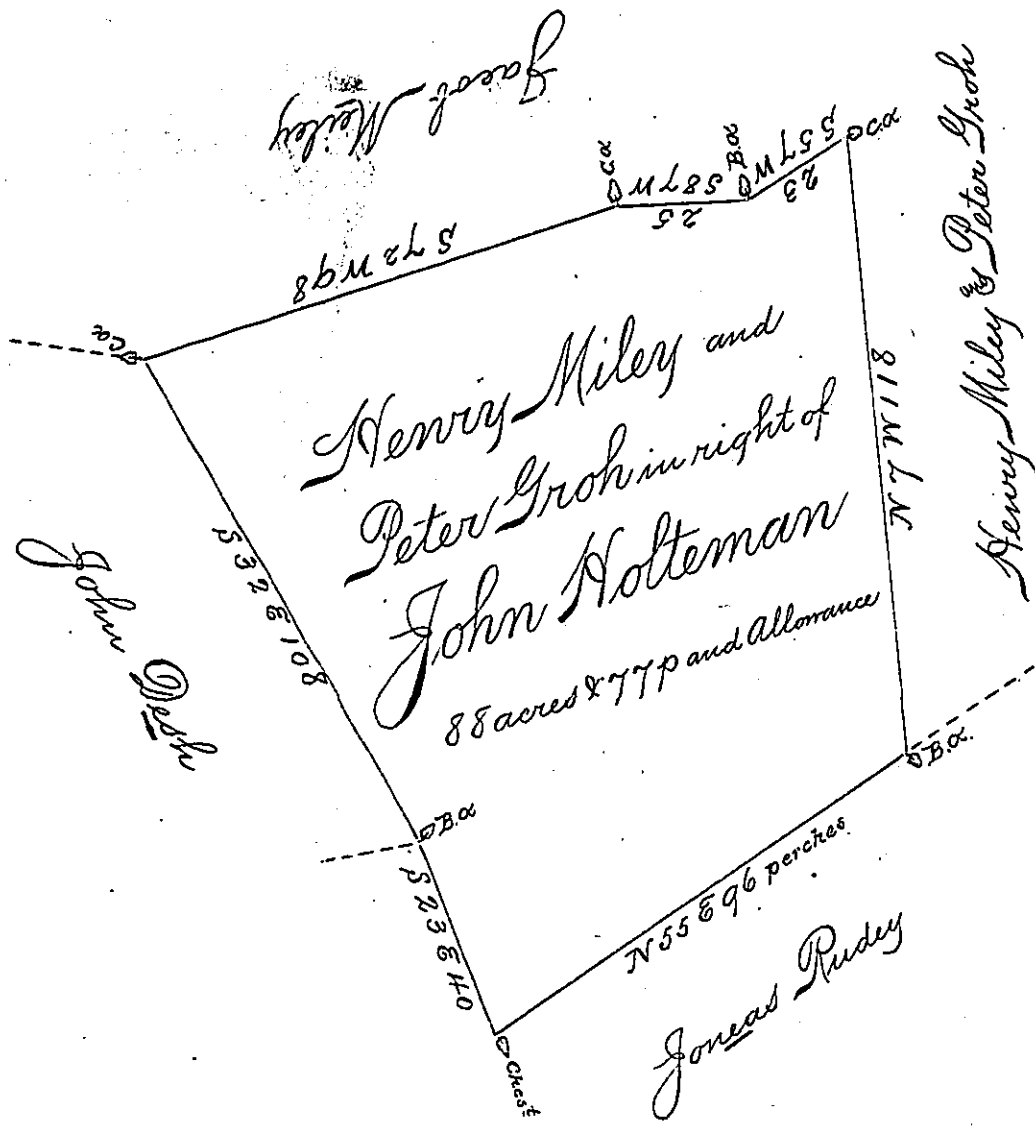 Jacob Meiley
S 57 W
23
C.O.
B.O.
S 87 W
25
C.O.
S 72 W 98
C.O.
Henry Miley & Peter Groh
N 7 W 118
Henry Miley and
Peter Groh in right of
John Holteman
88 acres & 77 p and Allowance
John Desh
S 32 E 108
B.O.
S 23 E 40
Chest
N 55 E 96 perches
B.O.
Joneas Rudey